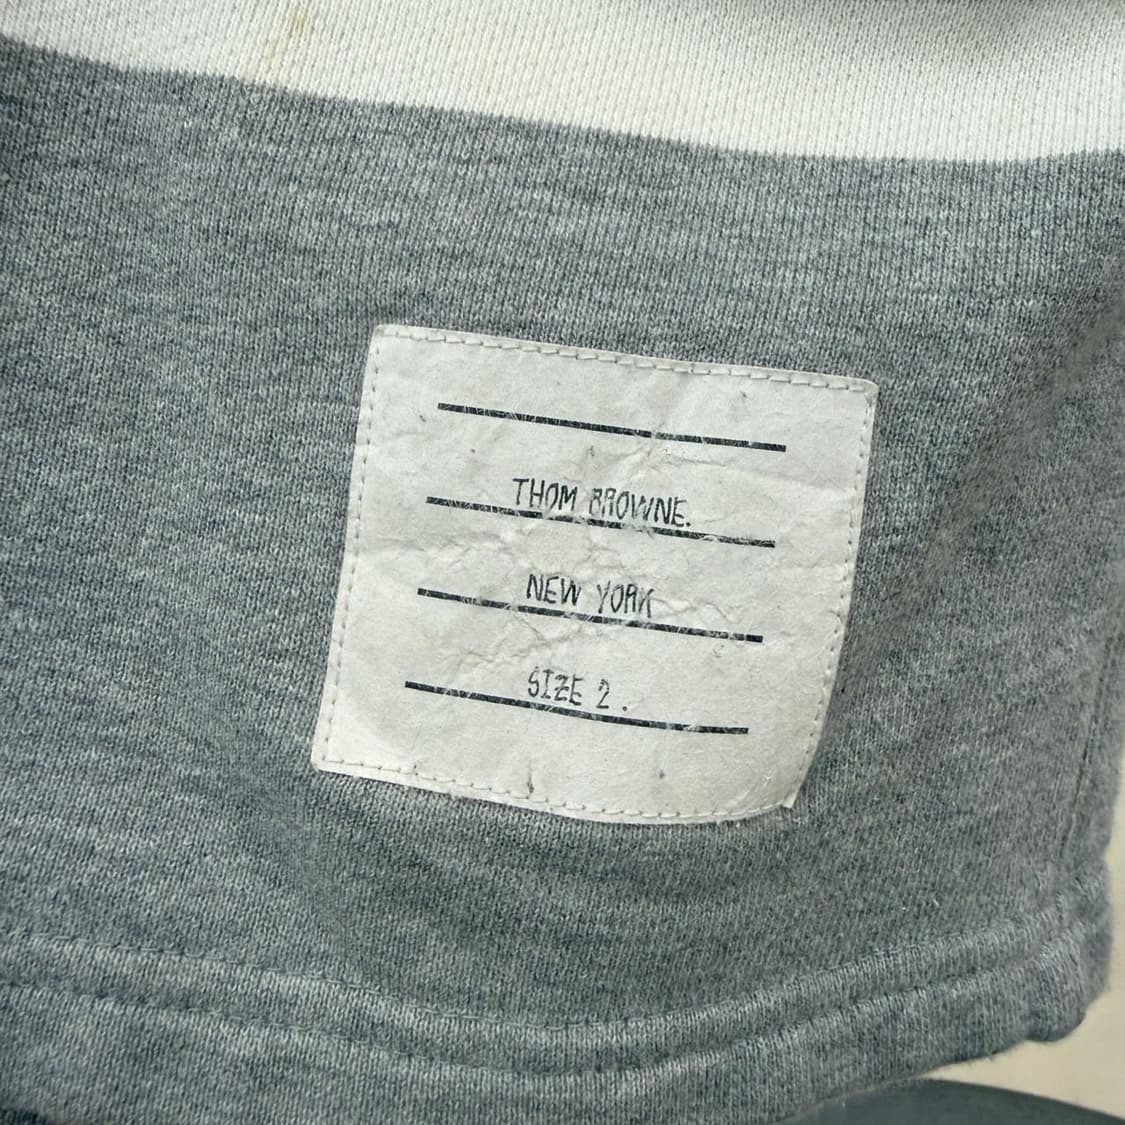 THOM BROWNE.
NEW YORK
SIZE 2.